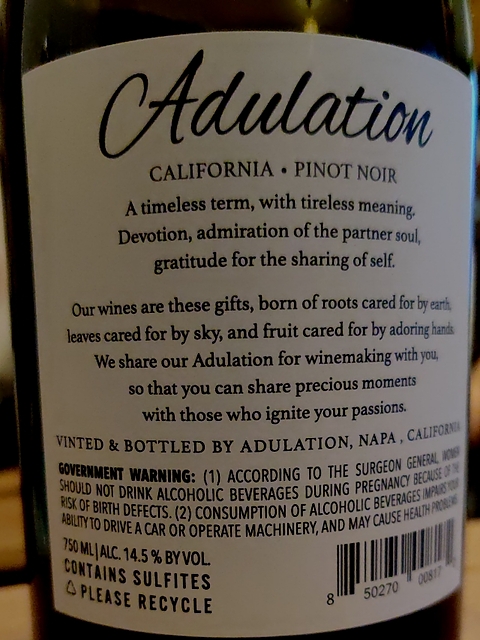 Adulation
CALIFORNIA • PINOT NOIR
A timeless term, with tireless meaning.
Devotion, admiration of the partner soul,
gratitude for the sharing of self.
Our wines are these gifts, born of roots cared for by earth,
leaves cared for by sky, and fruit cared for by adoring hands.
We share our Adulation for winemaking with you,
so that you can share precious moments
with those who ignite your passions.
VINTED & BOTTLED BY ADULATION, NAPA , CALIFORNIA
GOVERNMENT WARNING: (1) ACCORDING TO THE SURGEON GENERAL, WOMEN
SHOULD NOT DRINK ALCOHOLIC BEVERAGES DURING PREGNANCY BECAUSE OF THE
RISK OF BIRTH DEFECTS. (2) CONSUMPTION OF ALCOHOLIC BEVERAGES IMPAIRS YOUR
ABILITY TO DRIVE A CAR OR OPERATE MACHINERY, AND MAY CAUSE HEALTH PROBLEMS.
750 ML | ALC. 14.5 % BY VOL.
CONTAINS SULFITES
PLEASE RECYCLE
8 50270 00817